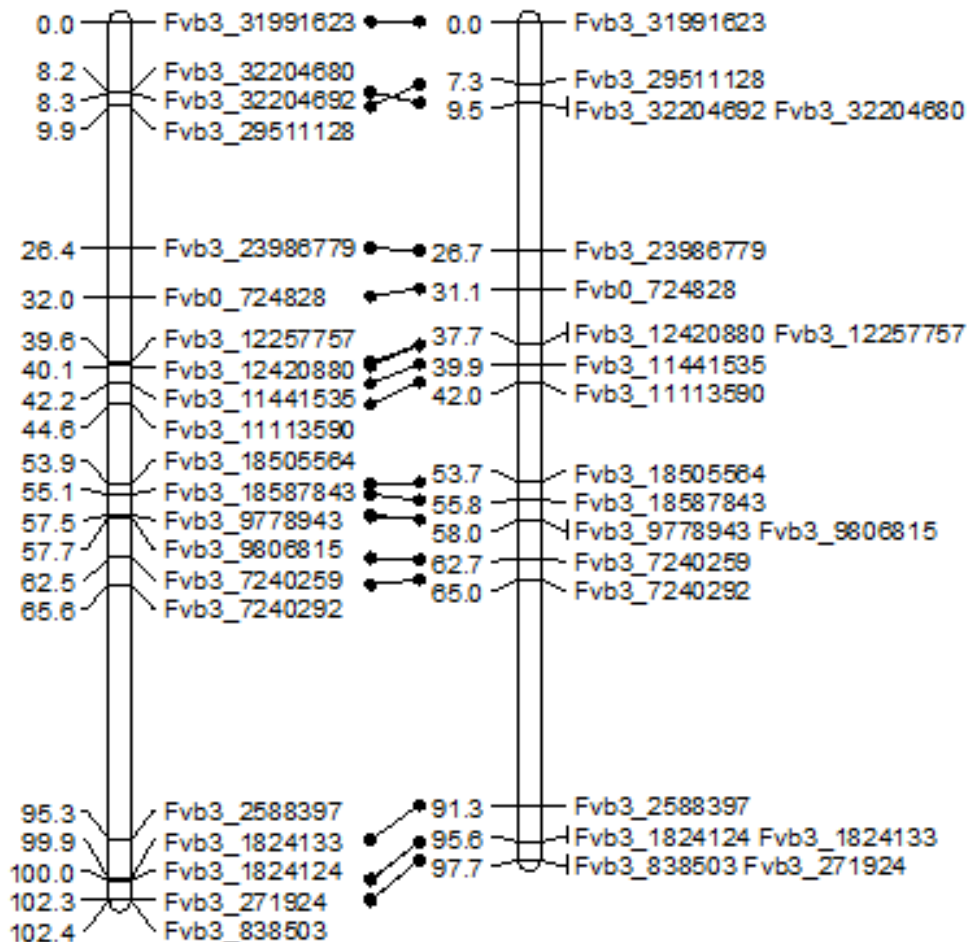 0.0 Fvb3_31991623 0.0 Fvb3_31991623
8.2 Fvb3_32204680 7.3 Fvb3_29511128
8.3 Fvb3_32204692 9.5 Fvb3_32204692 Fvb3_32204680
9.9 Fvb3_29511128
26.4 Fvb3_23986779 26.7 Fvb3_23986779
32.0 Fvb0_724828 31.1 Fvb0_724828
39.6 Fvb3_12257757 37.7 Fvb3_12420880 Fvb3_12257757
40.1 Fvb3_12420880 39.9 Fvb3_11441535
42.2 Fvb3_11441535 42.0 Fvb3_11113590
44.6 Fvb3_11113590
53.9 Fvb3_18505564 53.7 Fvb3_18505564
55.1 Fvb3_18587843 55.8 Fvb3_18587843
57.5 Fvb3_9778943 58.0 Fvb3_9778943 Fvb3_9806815
57.7 Fvb3_9806815 62.7 Fvb3_7240259
62.5 Fvb3_7240259 65.0 Fvb3_7240292
65.6 Fvb3_7240292
95.3 Fvb3_2588397 91.3 Fvb3_2588397
99.9 Fvb3_1824133 95.6 Fvb3_1824124 Fvb3_1824133
100.0 Fvb3_1824124 97.7 Fvb3_838503 Fvb3_271924
102.3 Fvb3_271924
102.4 Fvb3_838503